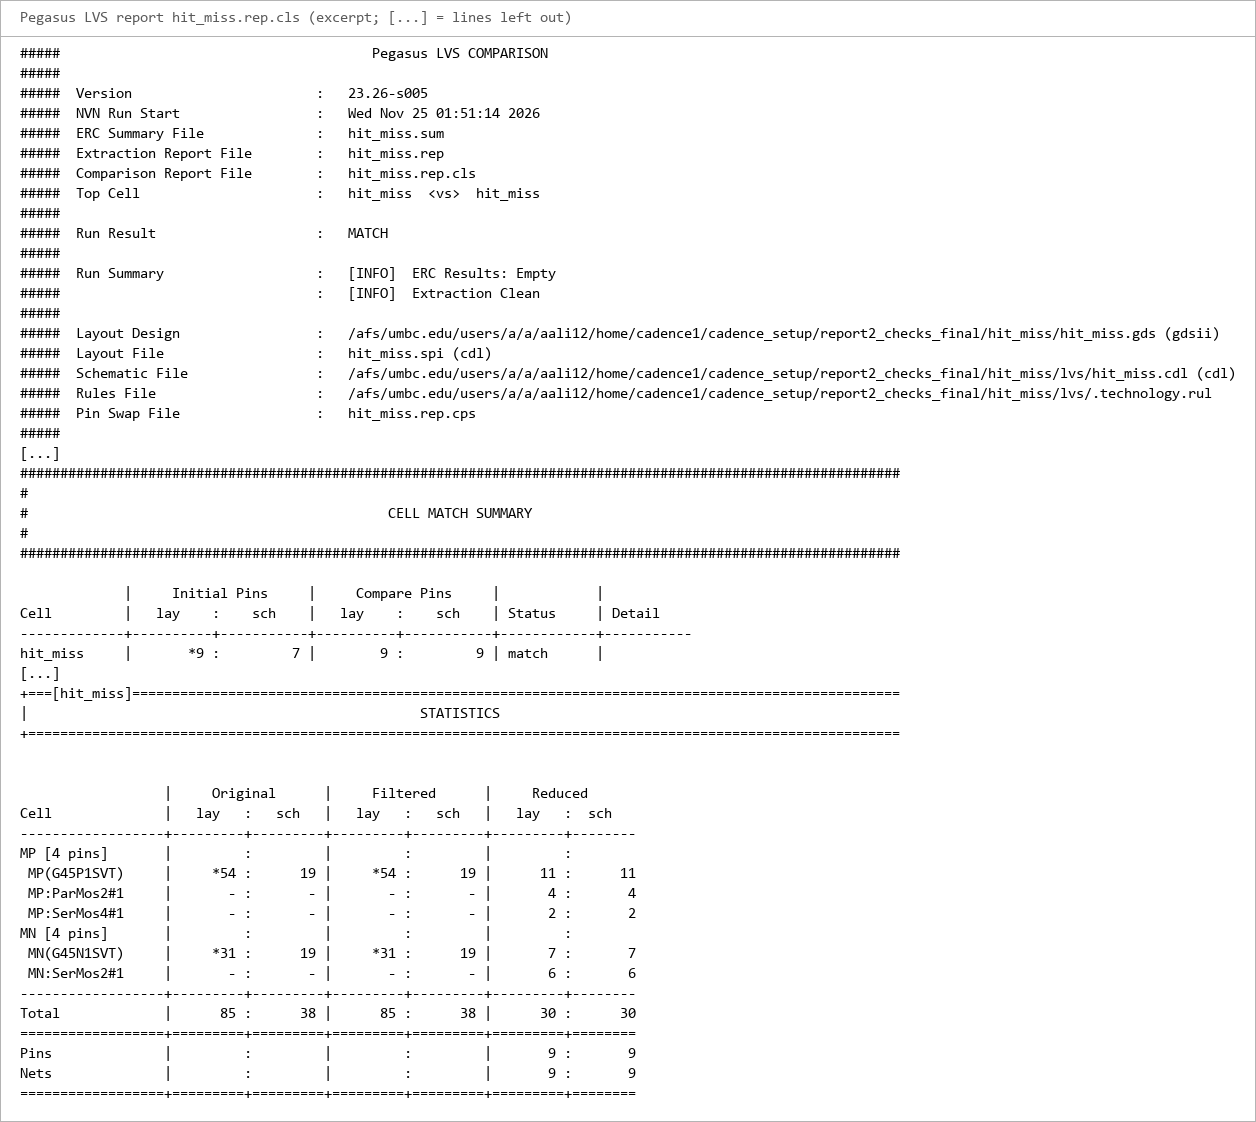 Pegasus LVS report hit_miss.rep.cls (excerpt; [...] = lines left out)
#####                                       Pegasus LVS COMPARISON
#####
#####  Version                       :   23.26-s005
#####  NVN Run Start                 :   Wed Nov 25 01:51:14 2026
#####  ERC Summary File              :   hit_miss.sum
#####  Extraction Report File        :   hit_miss.rep
#####  Comparison Report File        :   hit_miss.rep.cls
#####  Top Cell                      :   hit_miss  <vs>  hit_miss
#####
#####  Run Result                    :   MATCH
#####
#####  Run Summary                   :   [INFO]  ERC Results: Empty
#####                                :   [INFO]  Extraction Clean
#####
#####  Layout Design                 :   /afs/umbc.edu/users/a/a/aali12/home/cadence1/cadence_setup/report2_checks_final/hit_miss/hit_miss.gds (gdsii)
#####  Layout File                   :   hit_miss.spi (cdl)
#####  Schematic File                :   /afs/umbc.edu/users/a/a/aali12/home/cadence1/cadence_setup/report2_checks_final/hit_miss/lvs/hit_miss.cdl (cdl)
#####  Rules File                    :   /afs/umbc.edu/users/a/a/aali12/home/cadence1/cadence_setup/report2_checks_final/hit_miss/lvs/.technology.rul
#####  Pin Swap File                 :   hit_miss.rep.cps
#####
[...]
##############################################################################################################
#
#                                             CELL MATCH SUMMARY
#
##############################################################################################################
             |     Initial Pins     |     Compare Pins     |            |
Cell         |   lay    :    sch    |   lay    :    sch    | Status     | Detail
-------------+----------+-----------+----------+-----------+------------+-----------
hit_miss     |       *9 :         7 |        9 :         9 | match      |
[...]
+===[hit_miss]================================================================================================
|                                                 STATISTICS
+=============================================================================================================
                  |     Original      |     Filtered      |     Reduced
Cell              |   lay   :   sch   |   lay   :   sch   |   lay   :  sch
------------------+---------+---------+---------+---------+---------+--------
MP [4 pins]       |         :         |         :         |         :
 MP(G45P1SVT)     |     *54 :      19 |     *54 :      19 |      11 :      11
 MP:ParMos2#1     |       - :       - |       - :       - |       4 :       4
 MP:SerMos4#1     |       - :       - |       - :       - |       2 :       2
MN [4 pins]       |         :         |         :         |         :
 MN(G45N1SVT)     |     *31 :      19 |     *31 :      19 |       7 :       7
 MN:SerMos2#1     |       - :       - |       - :       - |       6 :       6
------------------+---------+---------+---------+---------+---------+--------
Total             |      85 :      38 |      85 :      38 |      30 :      30
==================+=========+=========+=========+=========+=========+========
Pins              |         :         |         :         |       9 :       9
Nets              |         :         |         :         |       9 :       9
==================+=========+=========+=========+=========+=========+========